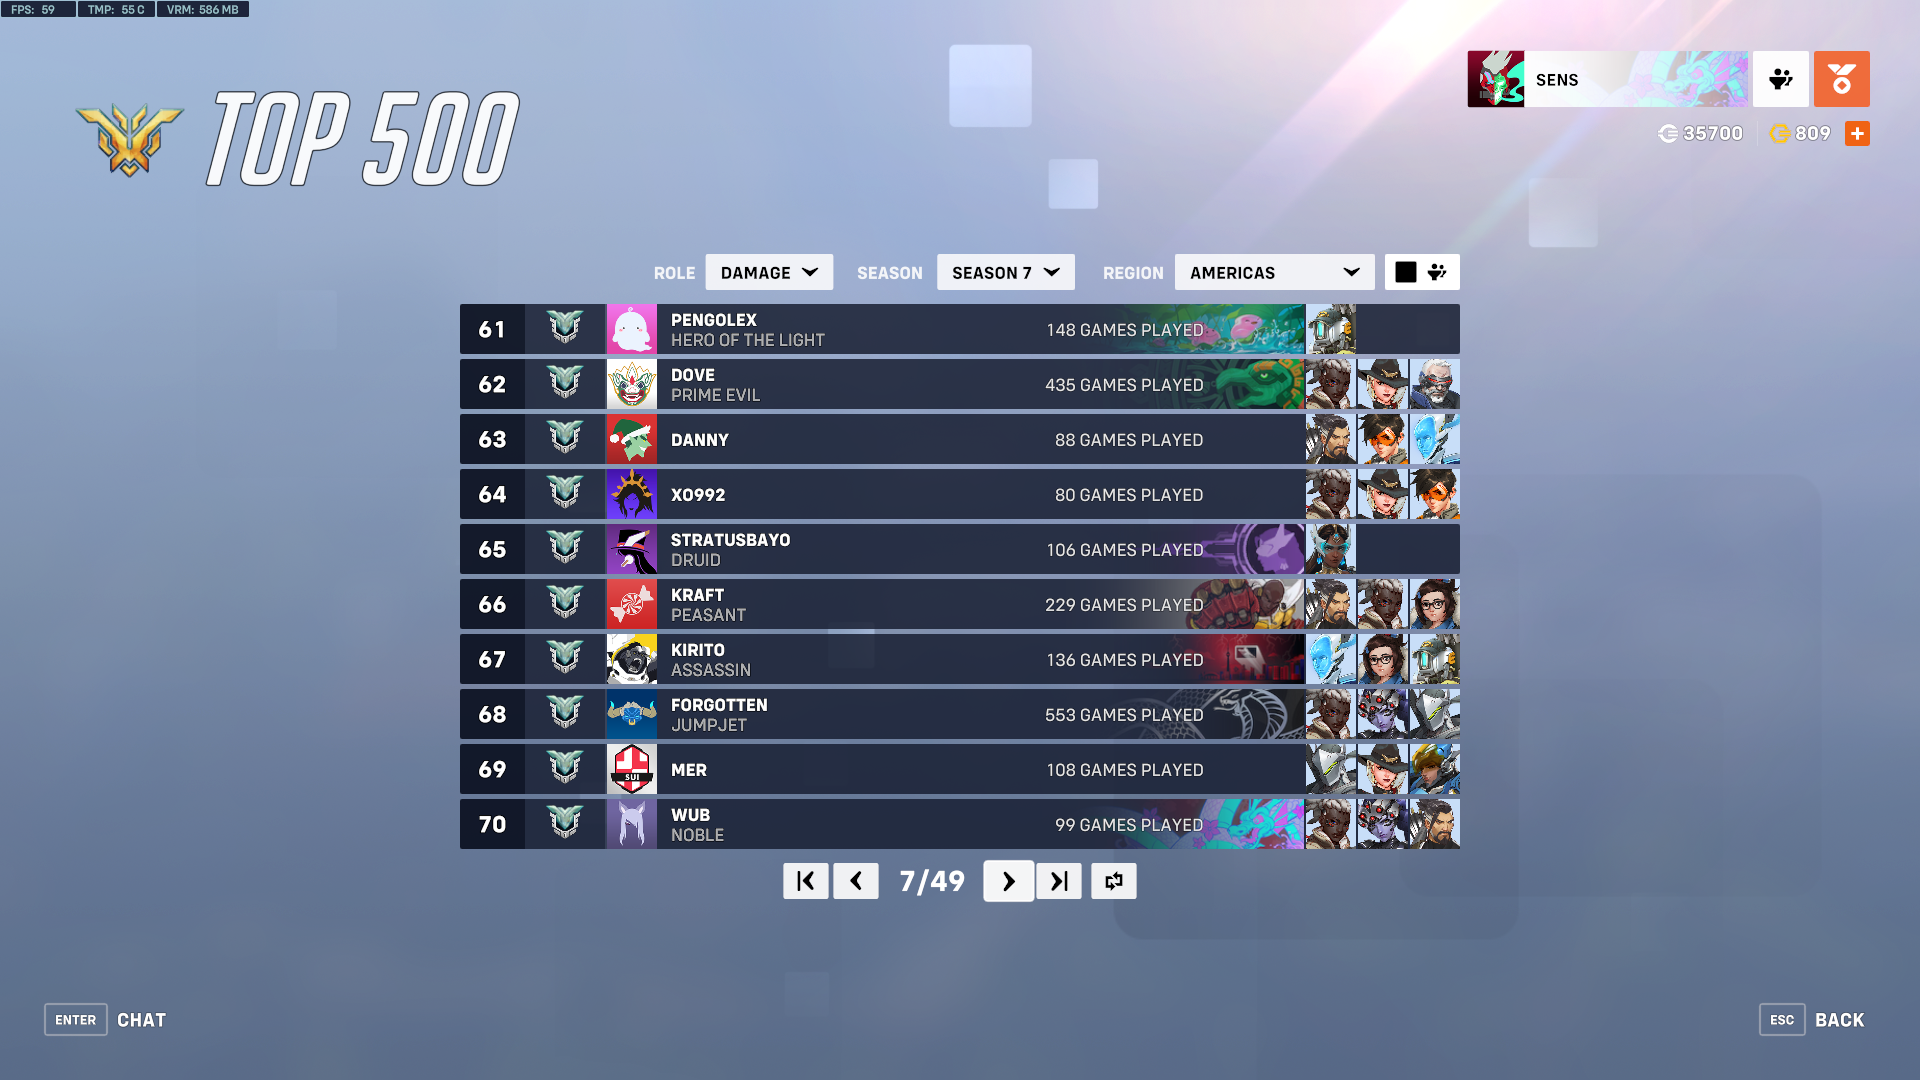 FPS: 59 TMP: 55 C VRM: 586 MB
TOP 500
SENS
35700 809
ROLE DAMAGE SEASON SEASON 7 REGION AMERICAS
61 PENGOLEX 148 GAMES PLAYED
HERO OF THE LIGHT
62 DOVE 435 GAMES PLAYED
PRIME EVIL
63 DANNY 88 GAMES PLAYED
64 XO992 80 GAMES PLAYED
65 STRATUSBAYO 106 GAMES PLAYED
DRUID
66 KRAFT 229 GAMES PLAYED
PEASANT
67 KIRITO 136 GAMES PLAYED
ASSASSIN
68 FORGOTTEN 553 GAMES PLAYED
JUMPJET
69 SUI MER 108 GAMES PLAYED
70 WUB 99 GAMES PLAYED
NOBLE
7/49
ENTER CHAT
ESC BACK